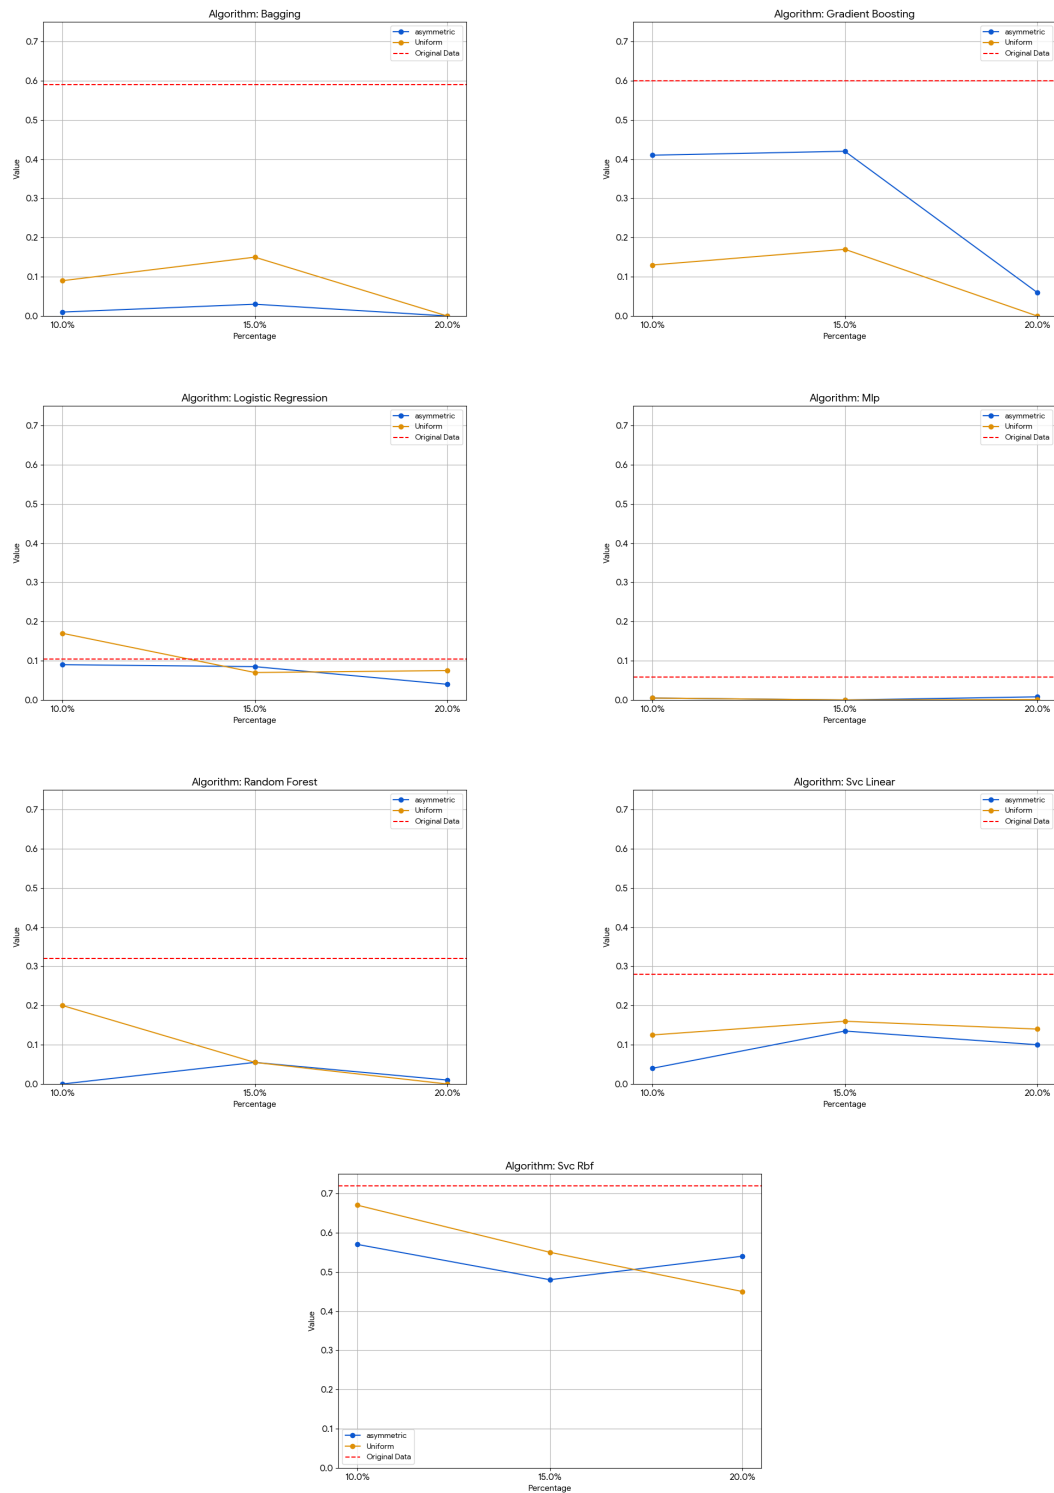 Algorithm: Bagging
asymmetric
Uniform
Original Data
0.7
0.6
0.5
0.4
0.3
0.2
0.1
0.0
Value
10.0% 15.0% 20.0%
Percentage
Algorithm: Gradient Boosting
asymmetric
Uniform
Original Data
0.7
0.6
0.5
0.4
0.3
0.2
0.1
0.0
Value
10.0% 15.0% 20.0%
Percentage
Algorithm: Logistic Regression
asymmetric
Uniform
Original Data
0.7
0.6
0.5
0.4
0.3
0.2
0.1
0.0
Value
10.0% 15.0% 20.0%
Percentage
Algorithm: Mlp
asymmetric
Uniform
Original Data
0.7
0.6
0.5
0.4
0.3
0.2
0.1
0.0
Value
10.0% 15.0% 20.0%
Percentage
Algorithm: Random Forest
asymmetric
Uniform
Original Data
0.7
0.6
0.5
0.4
0.3
0.2
0.1
0.0
Value
10.0% 15.0% 20.0%
Percentage
Algorithm: Svc Linear
asymmetric
Uniform
Original Data
0.7
0.6
0.5
0.4
0.3
0.2
0.1
0.0
Value
10.0% 15.0% 20.0%
Percentage
Algorithm: Svc Rbf
0.7
0.6
0.5
0.4
0.3
0.2
0.1
0.0
Value
asymmetric
Uniform
Original Data
10.0% 15.0% 20.0%
Percentage